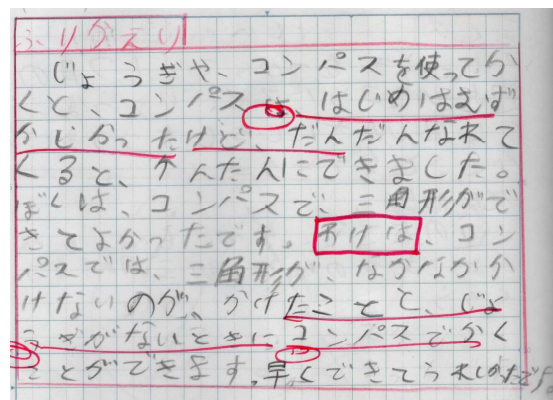 ふりかえり
じょうぎや、コンパスを使ってか
くと、コンパスは、はじめはむず
かしかったけど、だんだんなれて
くると、かんたんにできました。
ぼくは、コンパスで、三角形がで
きてよかったです。わけは、コン
パスでは、三角形が、なかなかか
けないのが、かけたことと、じょ
うぎがないときにコンパスでかく
ことができます。早くできてうれしかったです。